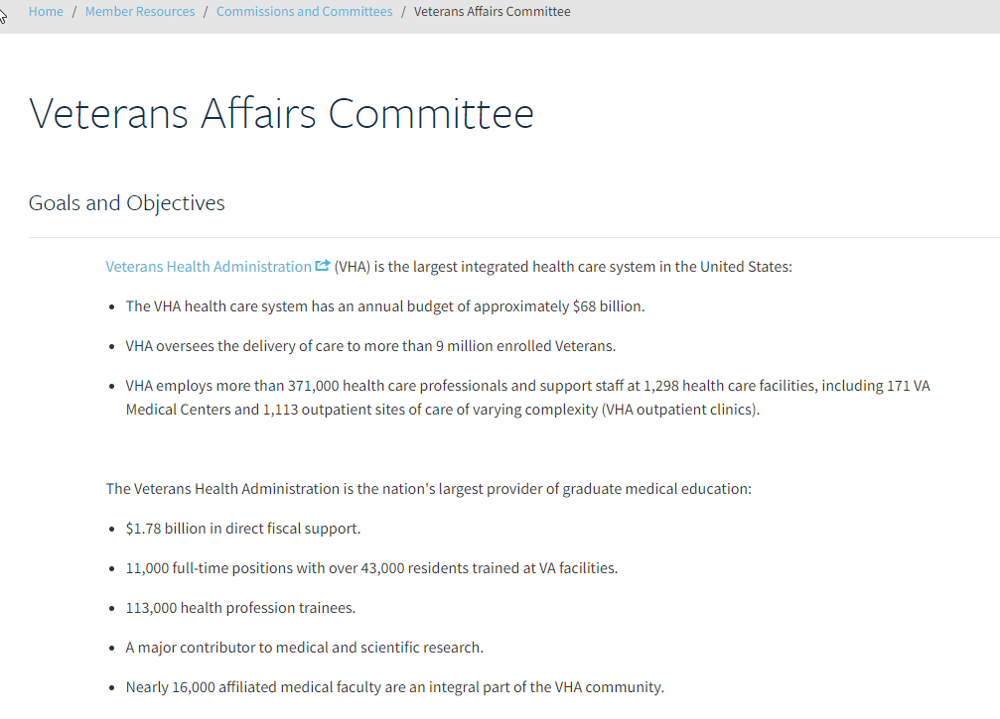 Home / Member Resources / Commissions and Committees / Veterans Affairs Committee
Veterans Affairs Committee
Goals and Objectives
Veterans Health Administration (VHA) is the largest integrated health care system in the United States:
• The VHA health care system has an annual budget of approximately $68 billion.
• VHA oversees the delivery of care to more than 9 million enrolled Veterans.
• VHA employs more than 371,000 health care professionals and support staff at 1,298 health care facilities, including 171 VA
Medical Centers and 1,113 outpatient sites of care of varying complexity (VHA outpatient clinics).
The Veterans Health Administration is the nation's largest provider of graduate medical education:
• $1.78 billion in direct fiscal support.
• 11,000 full-time positions with over 43,000 residents trained at VA facilities.
• 113,000 health profession trainees.
• A major contributor to medical and scientific research.
• Nearly 16,000 affiliated medical faculty are an integral part of the VHA community.